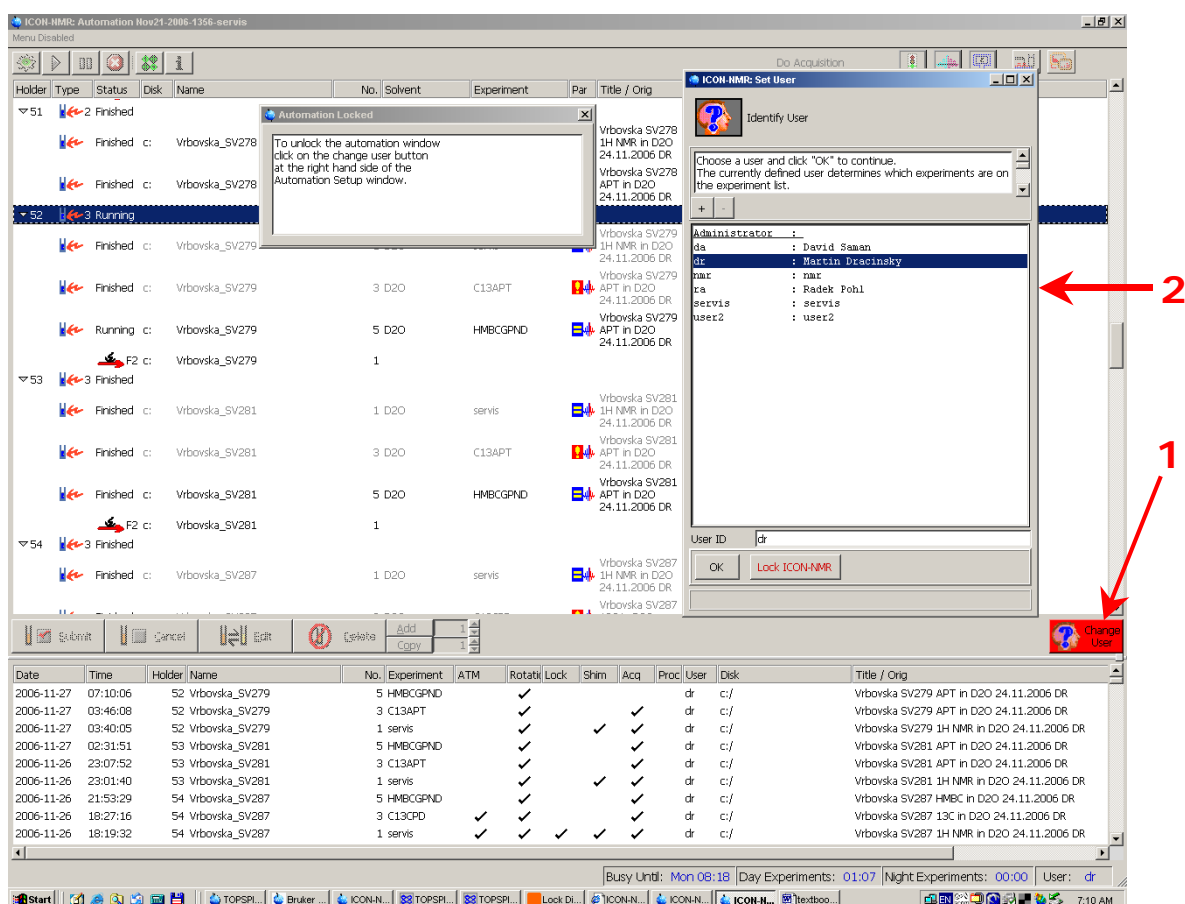 ICON-NMR: Automation Nov21-2006-1356-servis
Menu Disabled
Do Acquisition
Holder Type Status Disk Name No. Solvent Experiment Par Title / Orig
51 2 Finished
Finished c: Vrbovska_SV278
Vrbovska SV278
1H NMR in D2O
24.11.2006 DR
Finished c: Vrbovska_SV278
Vrbovska SV278
APT in D2O
24.11.2006 DR
52 3 Running
Finished c: Vrbovska_SV279
Vrbovska SV279
1H NMR in D2O
24.11.2006 DR
Finished c: Vrbovska_SV279 3 D2O C13APT
Vrbovska SV279
APT in D2O
24.11.2006 DR
Running c: Vrbovska_SV279 5 D2O HMBCGPND
Vrbovska SV279
APT in D2O
24.11.2006 DR
F2 c: Vrbovska_SV279 1
53 3 Finished
Finished c: Vrbovska_SV281 1 D2O servis
Vrbovska SV281
1H NMR in D2O
24.11.2006 DR
Finished c: Vrbovska_SV281 3 D2O C13APT
Vrbovska SV281
APT in D2O
24.11.2006 DR
Finished c: Vrbovska_SV281 5 D2O HMBCGPND
Vrbovska SV281
APT in D2O
24.11.2006 DR
F2 c: Vrbovska_SV281 1
54 3 Finished
Finished c: Vrbovska_SV287 1 D2O servis
Vrbovska SV287
1H NMR in D2O
24.11.2006 DR
Vrbovska SV287
Automation Locked
To unlock the automation window
click on the change user button
at the right hand side of the
Automation Setup window.
ICON-NMR: Set User
Identify User
Choose a user and click "OK" to continue.
The currently defined user determines which experiments are on
the experiment list.
+ -
Administrator :
da : David Saman
dr : Martin Dracinsky
nmr : nmr
ra : Radek Pohl
servis : servis
user2 : user2
User ID dr
OK Lock ICON-NMR
2
1
Submit Cancel Edit Delete Add 1
Copy 1
Change
User
Date Time Holder Name No. Experiment ATM Rotati Lock Shim Acq Proc User Disk Title / Orig
2006-11-27 07:10:06 52 Vrbovska_SV279 5 HMBCGPND ✓ dr c:/ Vrbovska SV279 APT in D2O 24.11.2006 DR
2006-11-27 03:46:08 52 Vrbovska_SV279 3 C13APT ✓ ✓ dr c:/ Vrbovska SV279 APT in D2O 24.11.2006 DR
2006-11-27 03:40:05 52 Vrbovska_SV279 1 servis ✓ ✓ ✓ dr c:/ Vrbovska SV279 1H NMR in D2O 24.11.2006 DR
2006-11-27 02:31:51 53 Vrbovska_SV281 5 HMBCGPND ✓ ✓ dr c:/ Vrbovska SV281 APT in D2O 24.11.2006 DR
2006-11-26 23:07:52 53 Vrbovska_SV281 3 C13APT ✓ ✓ dr c:/ Vrbovska SV281 APT in D2O 24.11.2006 DR
2006-11-26 23:01:40 53 Vrbovska_SV281 1 servis ✓ ✓ ✓ dr c:/ Vrbovska SV281 1H NMR in D2O 24.11.2006 DR
2006-11-26 21:53:29 54 Vrbovska_SV287 5 HMBCGPND ✓ ✓ dr c:/ Vrbovska SV287 HMBC in D2O 24.11.2006 DR
2006-11-26 18:27:16 54 Vrbovska_SV287 3 C13CPD ✓ ✓ ✓ dr c:/ Vrbovska SV287 13C in D2O 24.11.2006 DR
2006-11-26 18:19:32 54 Vrbovska_SV287 1 servis ✓ ✓ ✓ ✓ ✓ dr c:/ Vrbovska SV287 1H NMR in D2O 24.11.2006 DR
Busy Until: Mon 08:18 Day Experiments: 01:07 Night Experiments: 00:00 User: dr
Start TOPSPI... Bruker ... ICON-N... TOPSPI... TOPSPI... Lock Di... ICON-N... ICON-N... ICON-N... textboo... EN 7:10 AM